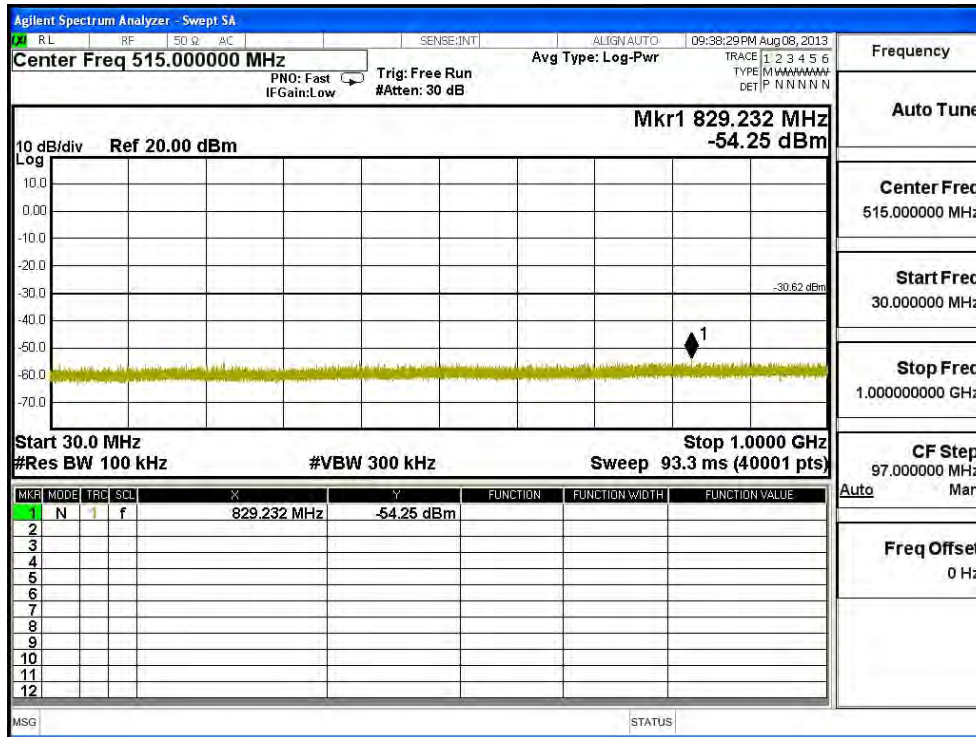 Agilent Spectrum Analyzer - Swept SA
RL RF 50 Ω AC SENSE:INT ALIGNAUTO 09:38:29 PM Aug 08, 2013
Center Freq 515.000000 MHz
PNO: Fast
IFGain:Low
Trig: Free Run
#Atten: 30 dB
Avg Type: Log-Pwr
TRACE 1 2 3 4 5 6
TYPE M WWWWW
DET P N N N N N
Mkr1 829.232 MHz
-54.25 dBm
10 dB/div Ref 20.00 dBm
Log
10.0
0.00
-10.0
-20.0
-30.0
-30.62 dBm
-40.0
1
-50.0
-60.0
-70.0
Start 30.0 MHz Stop 1.0000 GHz
#Res BW 100 kHz #VBW 300 kHz Sweep 93.3 ms (40001 pts)
MKR MODE TRC SCL X Y FUNCTION FUNCTION WIDTH FUNCTION VALUE
1 N 1 f 829.232 MHz -54.25 dBm
2
3
4
5
6
7
8
9
10
11
12
MSG STATUS
Frequency
Auto Tune
Center Freq
515.000000 MHz
Start Freq
30.000000 MHz
Stop Freq
1.000000000 GHz
CF Step
97.000000 MHz
Auto Man
Freq Offset
0 Hz